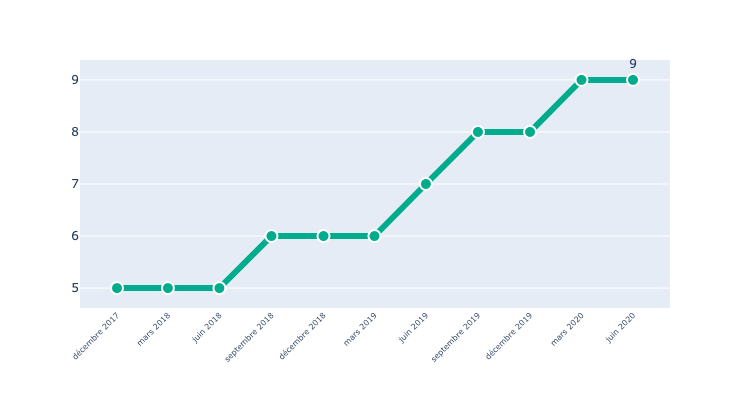 9
9
8
7
6
5
décembre 2017
mars 2018
juin 2018
septembre 2018
décembre 2018
mars 2019
juin 2019
septembre 2019
décembre 2019
mars 2020
juin 2020